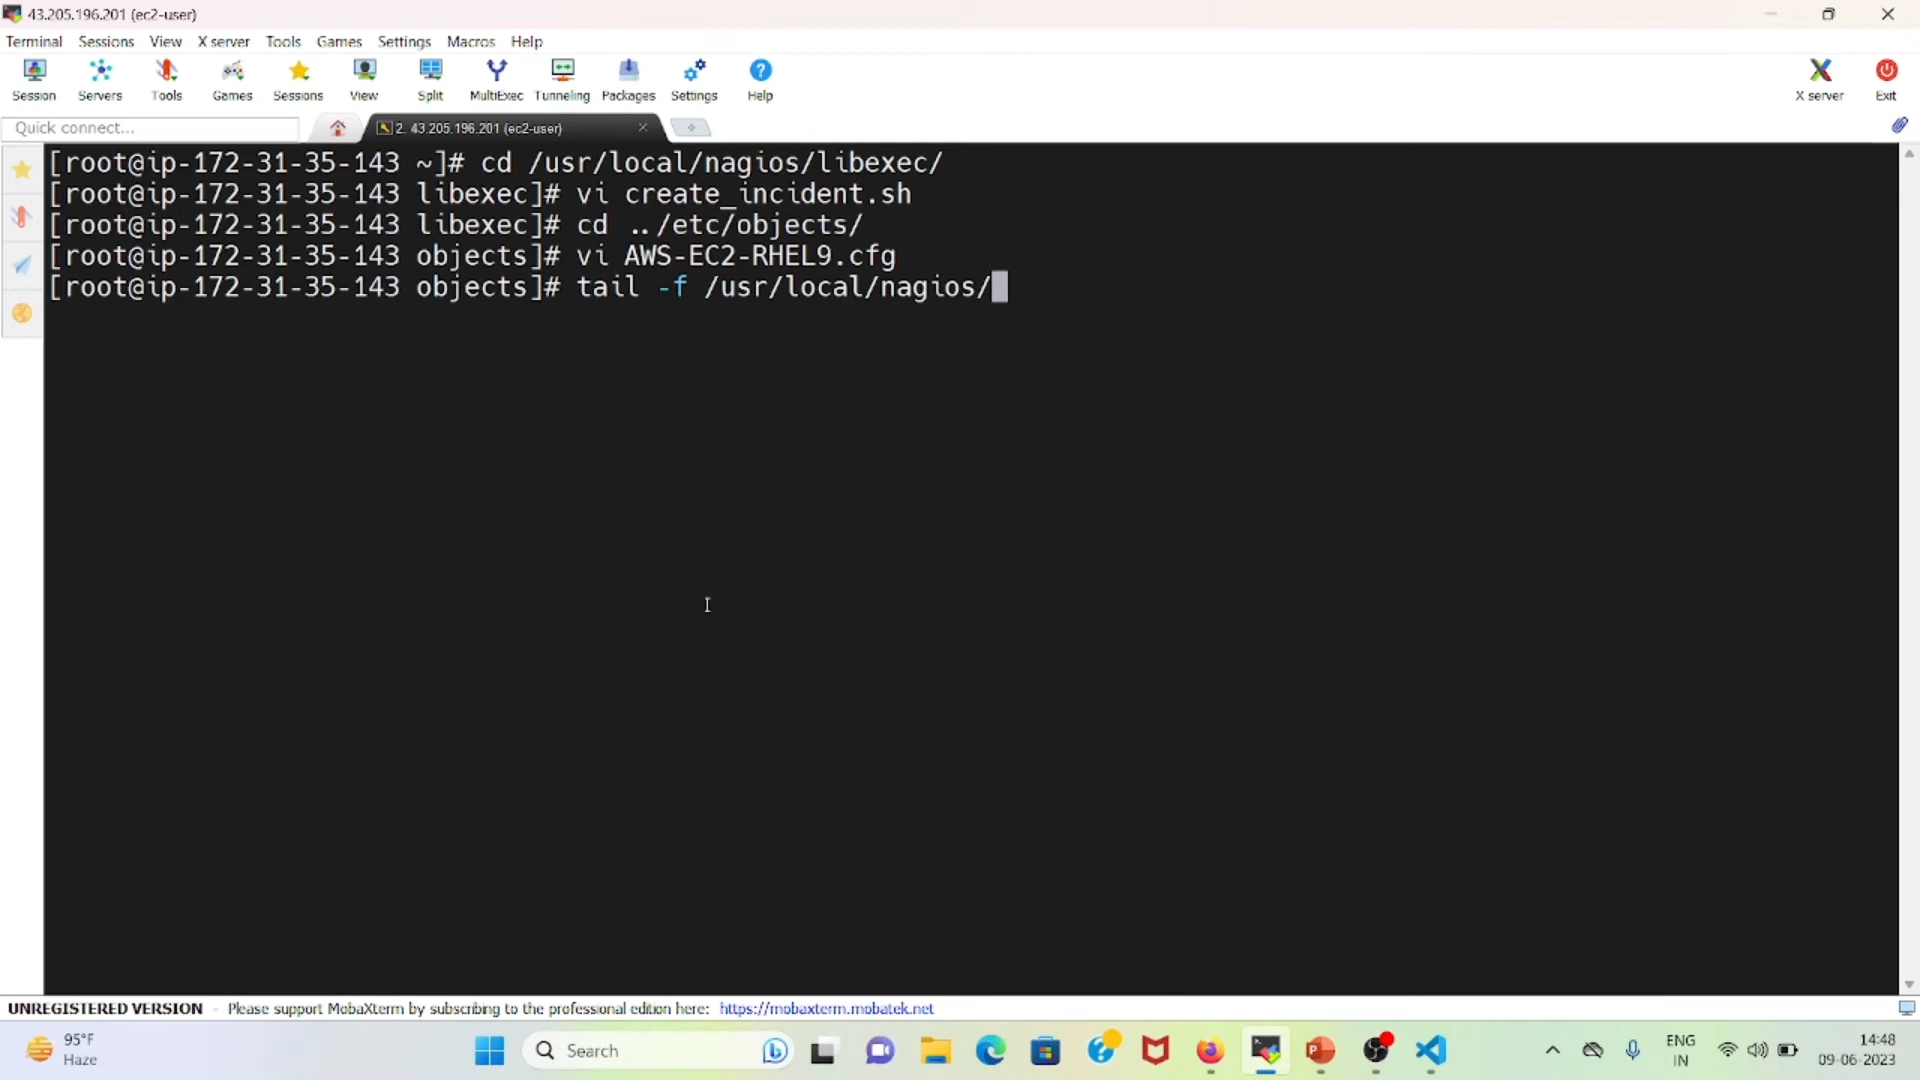 43.205.196.201 (ec2-user)
Terminal Sessions View X server Tools Games Settings Macros Help
Session Servers Tools Games Sessions View Split MultiExec Tunneling Packages Settings Help X server Exit
Quick connect... 2. 43.205.196.201 (ec2-user)
[root@ip-172-31-35-143 ~]# cd /usr/local/nagios/libexec/
[root@ip-172-31-35-143 libexec]# vi create_incident.sh
[root@ip-172-31-35-143 libexec]# cd ../etc/objects/
[root@ip-172-31-35-143 objects]# vi AWS-EC2-RHEL9.cfg
[root@ip-172-31-35-143 objects]# tail -f /usr/local/nagios/
UNREGISTERED VERSION - Please support MobaXterm by subscribing to the professional edition here: https://mobaxterm.mobatek.net
95°F
Haze
Search
ENG
IN
14:48
09-06-2023